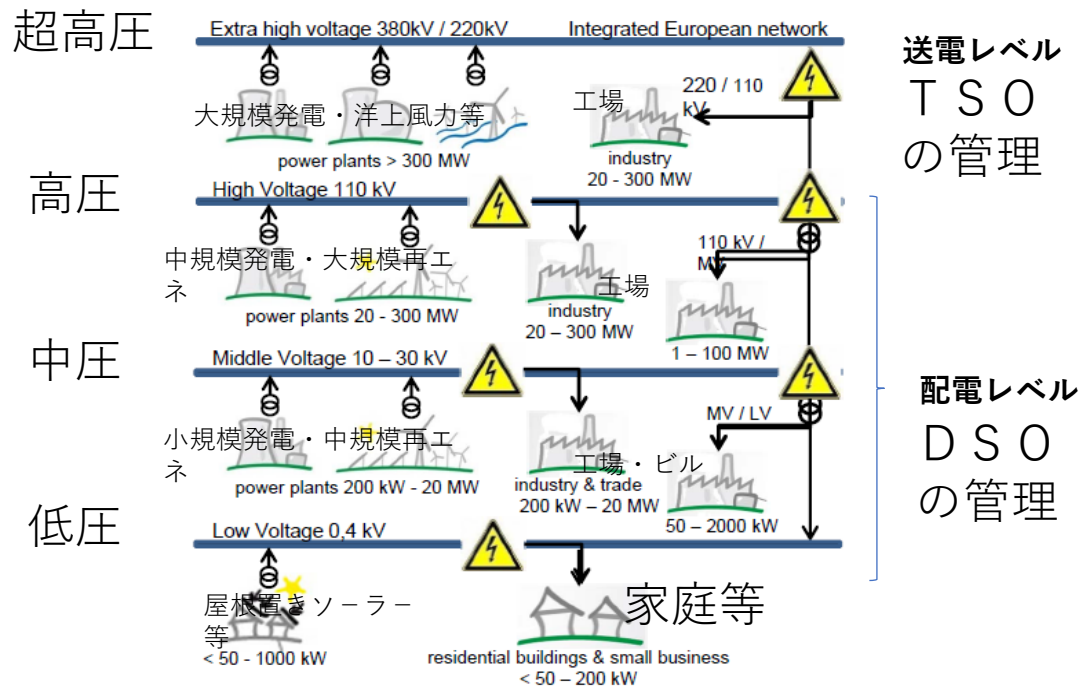 超高圧
Extra high voltage 380kV / 220kV
Integrated European network
送電レベル
ＴＳＯ
の管理
220 / 110
kV
工場
大規模発電・洋上風力等
power plants > 300 MW
industry
20 - 300 MW
高圧
High Voltage 110 kV
110 kV /
MV
中規模発電・大規模再エ
ネ
工場
power plants 20 - 300 MW
industry
20 – 300 MW
1 – 100 MW
中圧
Middle Voltage 10 – 30 kV
配電レベル
ＤＳＯ
の管理
MV / LV
小規模発電・中規模再エ
ネ
工場・ビル
power plants 200 kW - 20 MW
industry & trade
200 kW – 20 MW
50 – 2000 kW
低圧
Low Voltage 0,4 kV
屋根置きソ－ラ－
等
家庭等
< 50 - 1000 kW
residential buildings & small business
< 50 – 200 kW